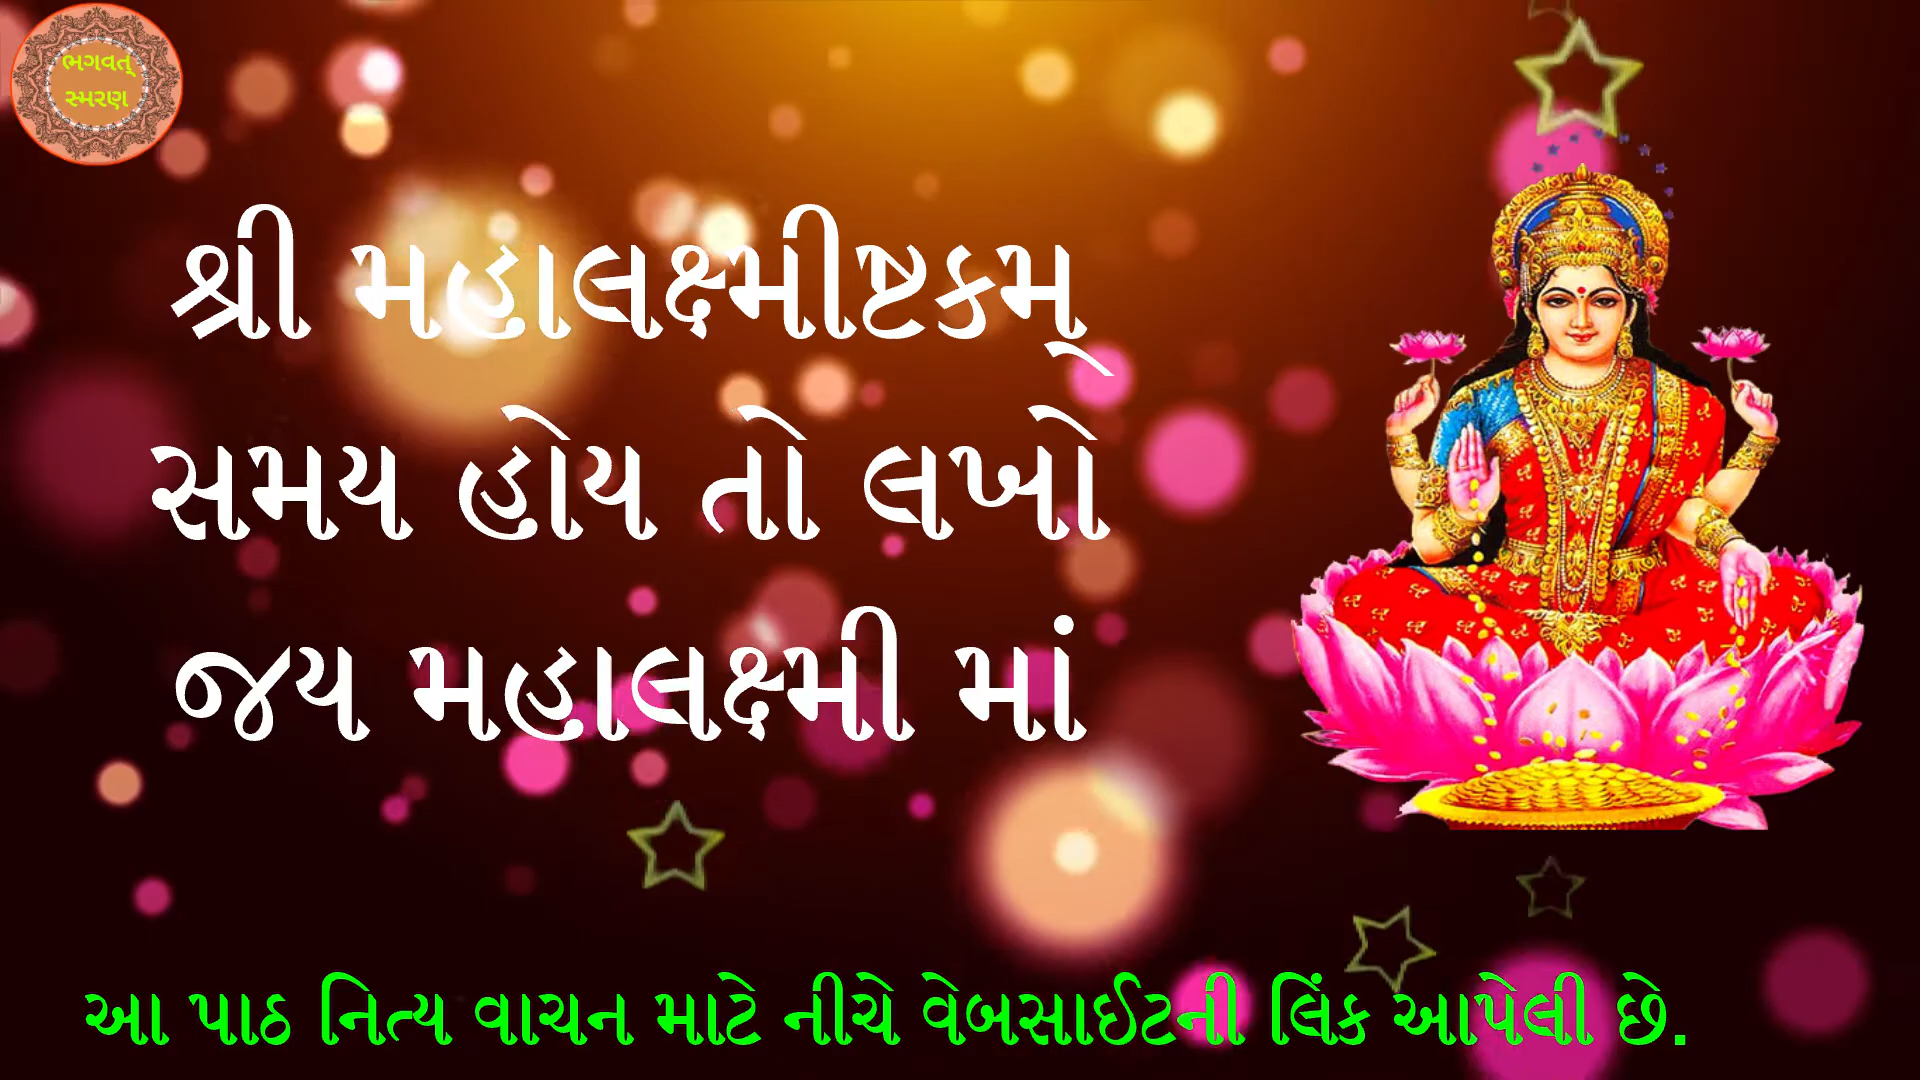 ભગવત્
સ્મરણ
શ્રી મહાલક્ષ્મીષ્ટકમ્
સમય હોય તો લખો
જય મહાલક્ષ્મી માં
આ પાઠ નિત્ય વાચન માટે નીચે વેબસાઈટની લિંક આપેલી છે.